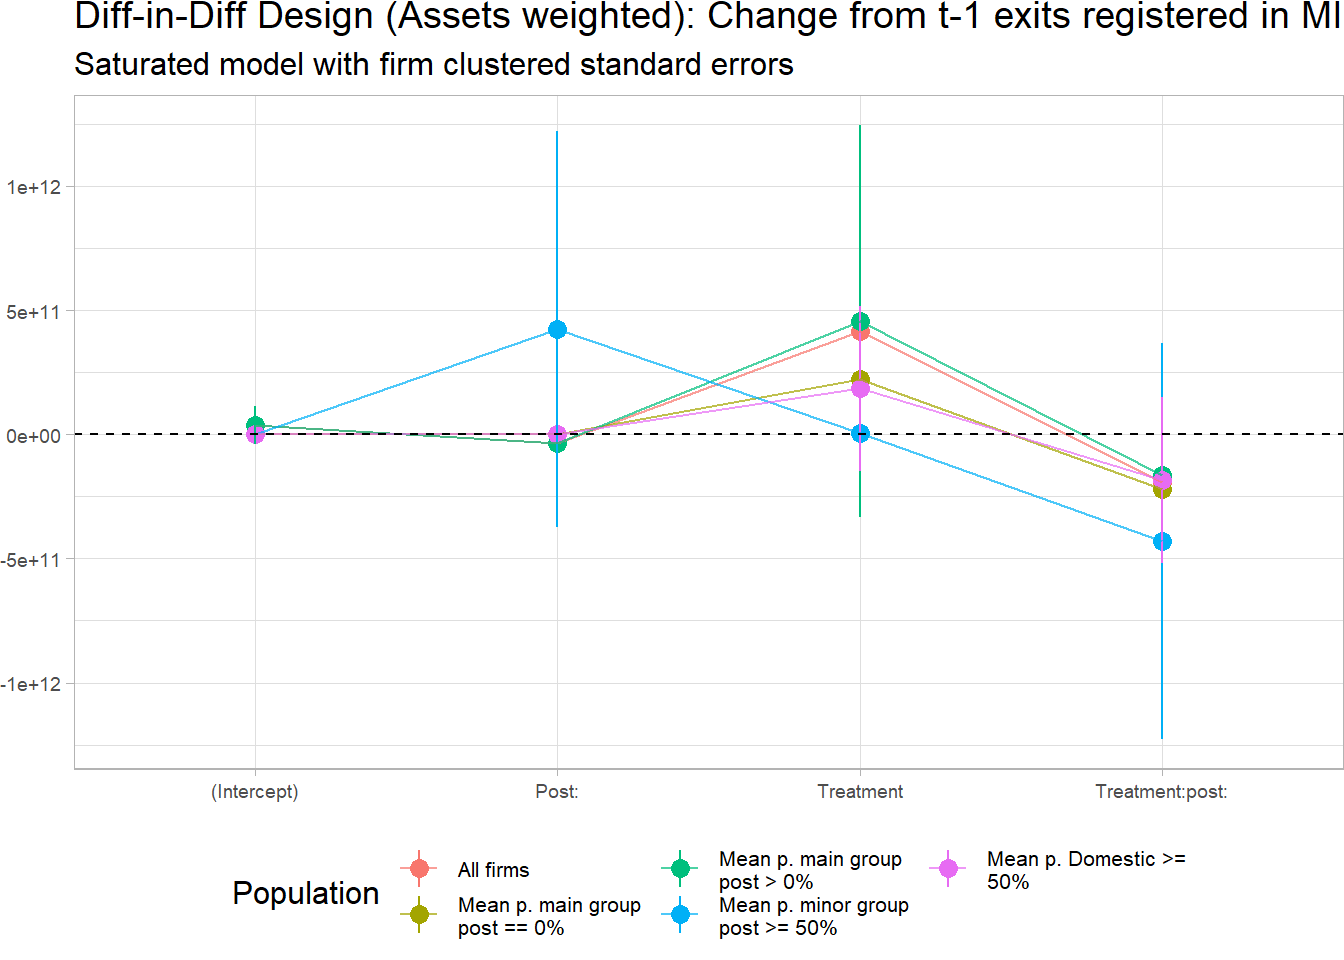 Diff-in-Diff Design (Assets weighted): Change from t-1 exits registered in MI
Saturated model with firm clustered standard errors
1e+12
5e+11
0e+00
-5e+11
-1e+12
(Intercept)
Post:
Treatment
Treatment:post:
Population
All firms
Mean p. main group
post == 0%
Mean p. main group
post > 0%
Mean p. minor group
post >= 50%
Mean p. Domestic >=
50%